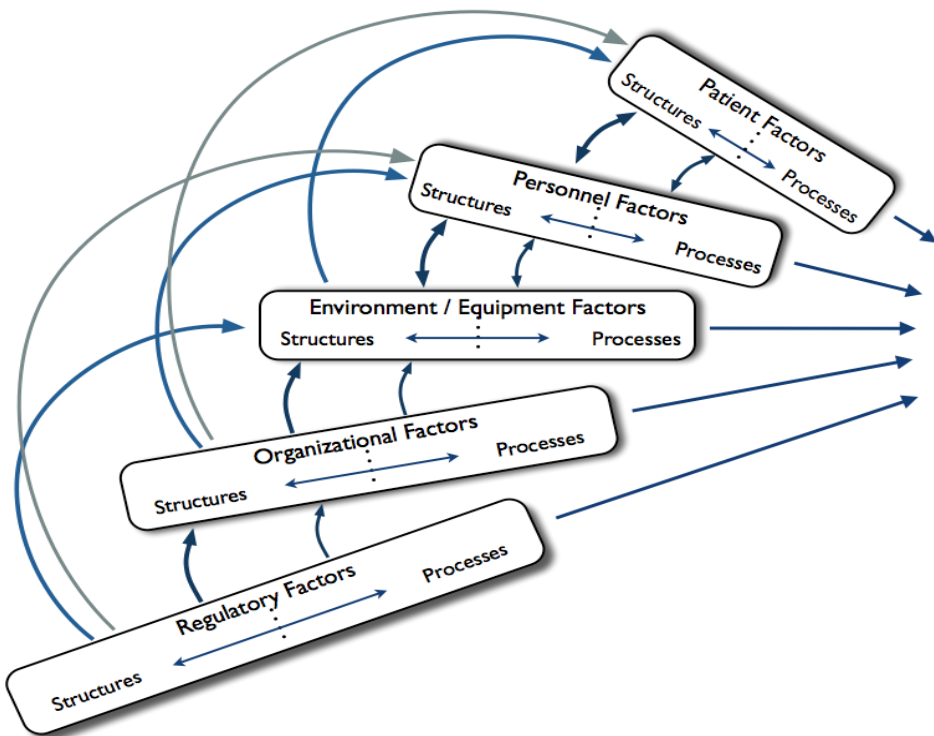 Patient Factors
Structures
Processes
Personnel Factors
Structures
Processes
Environment / Equipment Factors
Structures
Processes
Organizational Factors
Structures
Processes
Regulatory Factors
Structures
Processes